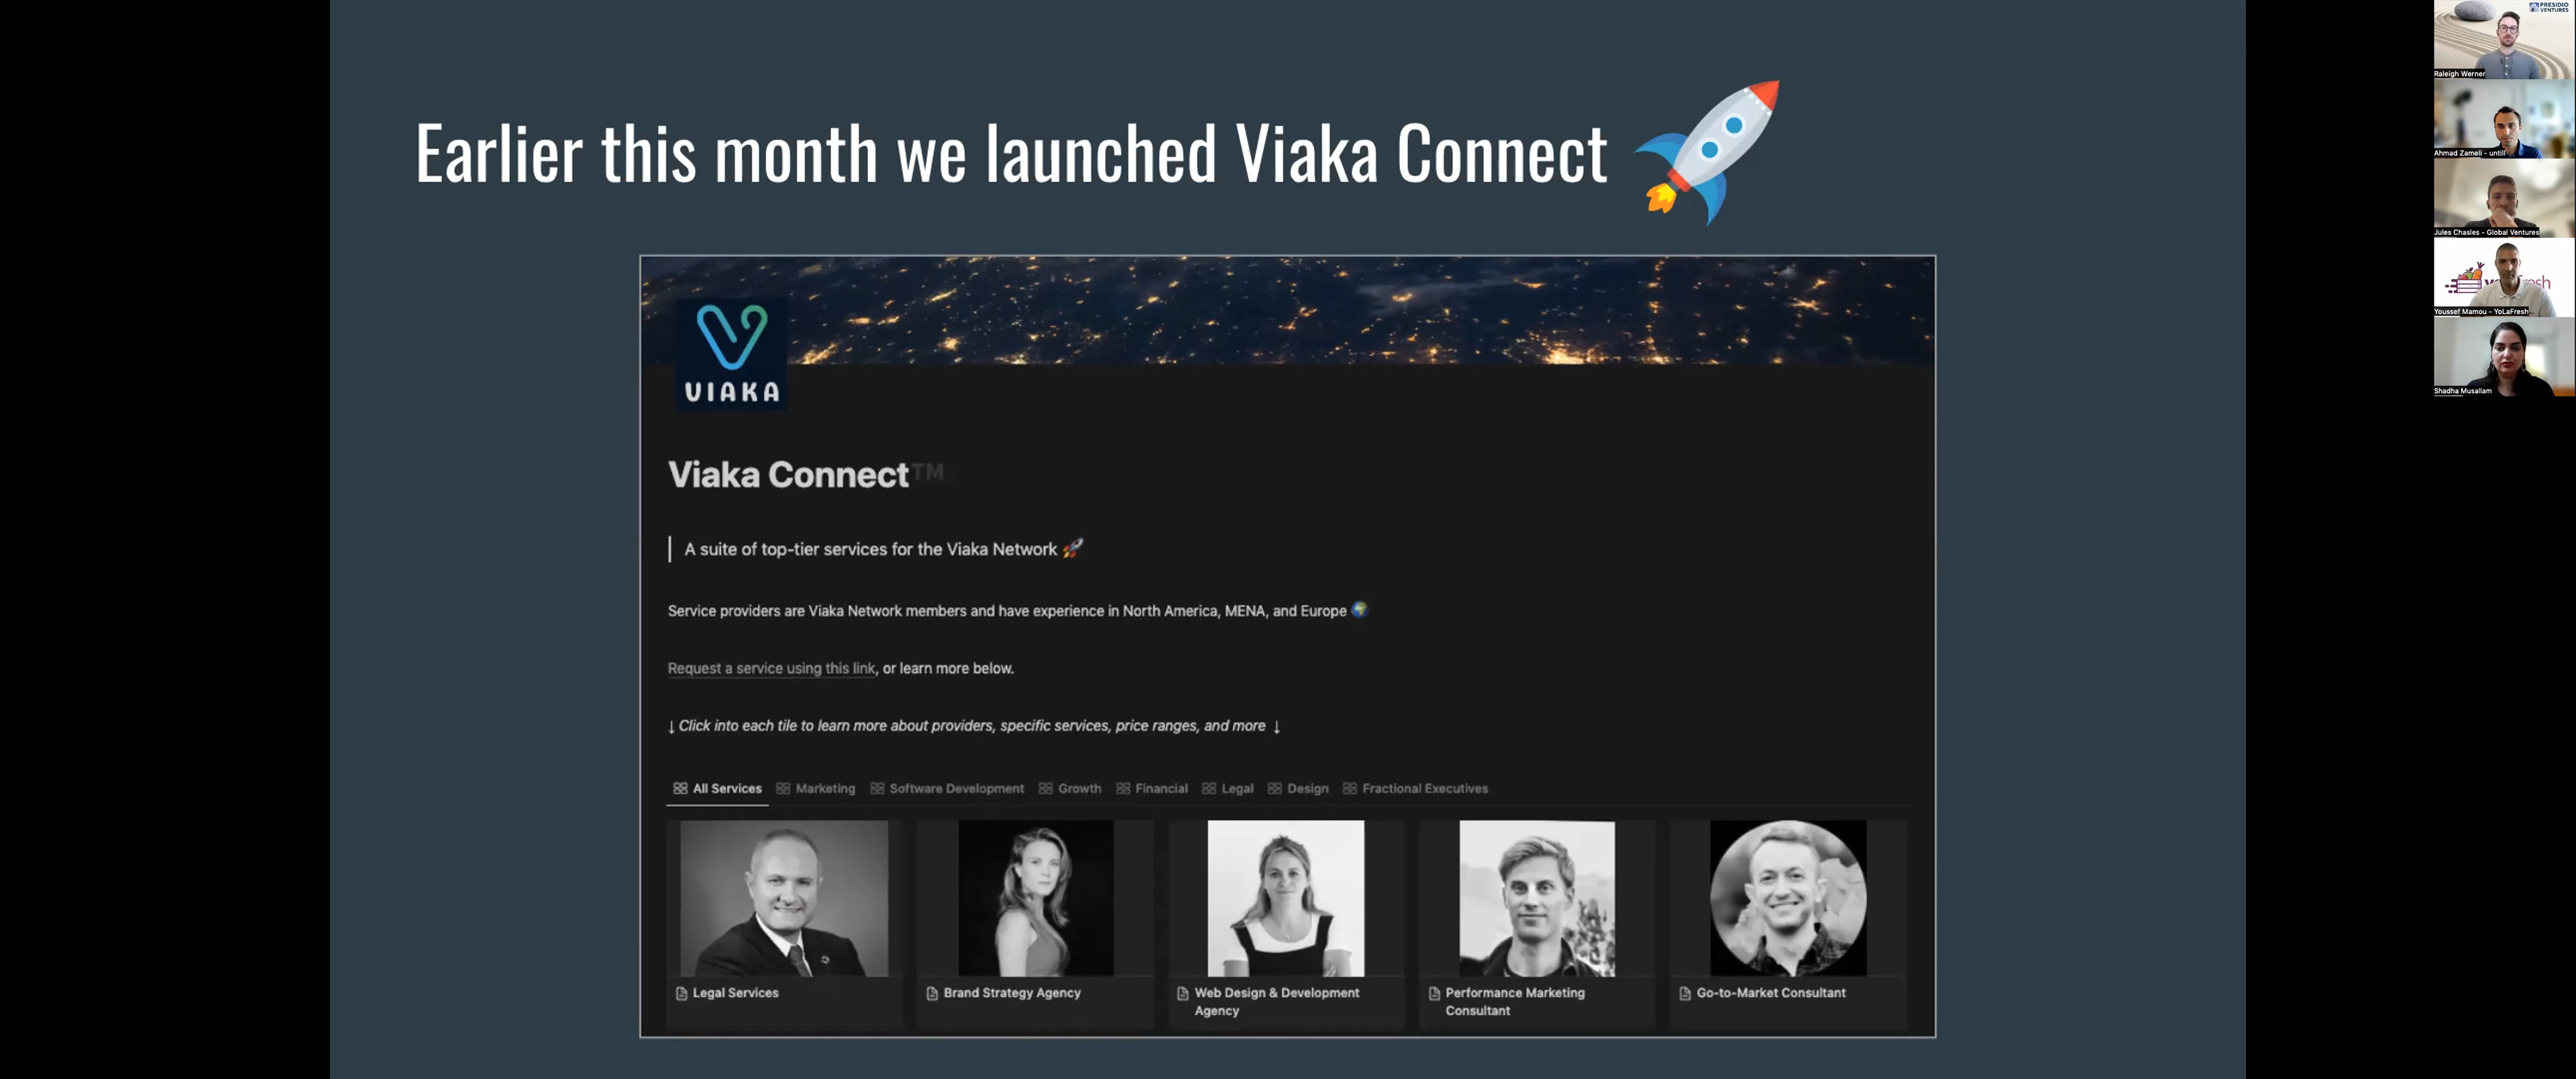 Earlier this month we launched Viaka Connect
VIAKA
Viaka Connect™
A suite of top-tier services for the Viaka Network
Service providers are Viaka Network members and have experience in North America, MENA, and Europe
Request a service using this link, or learn more below.
↓ Click into each tile to learn more about providers, specific services, price ranges, and more ↓
All Services Marketing Software Development Growth Financial Legal Design Fractional Executives
Legal Services
Brand Strategy Agency
Web Design & Development
Agency
Performance Marketing
Consultant
Go-to-Market Consultant
PRESIDIO
VENTURES
Raleigh Werner
Ahmad Zameli - untill
Jules Chasles - Global Ventures
Youssef Mamou - YoLaFresh
Shadha Musallam